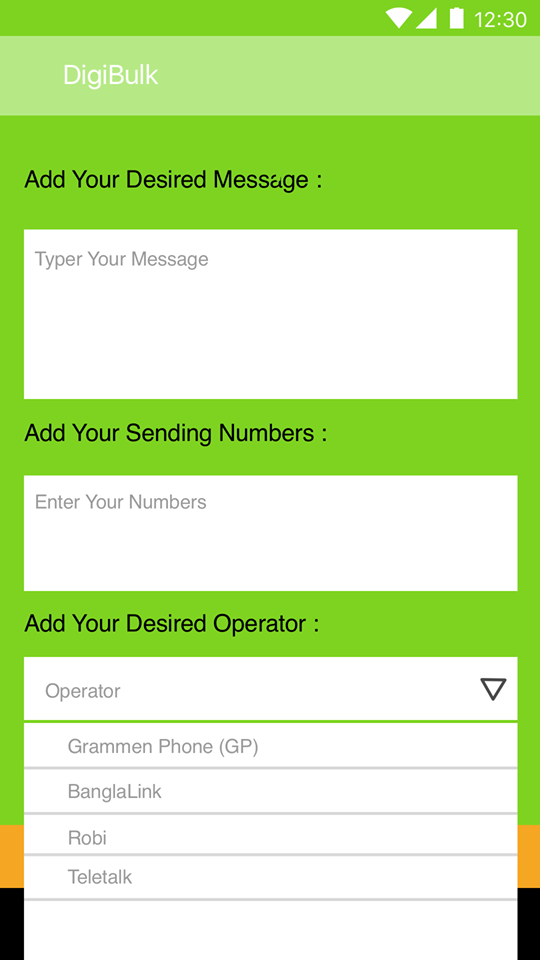 12:30
DigiBulk
Add Your Desired Message :
Typer Your Message
Add Your Sending Numbers :
Enter Your Numbers
Add Your Desired Operator :
Operator
Grammen Phone (GP)
BanglaLink
Robi
Teletalk